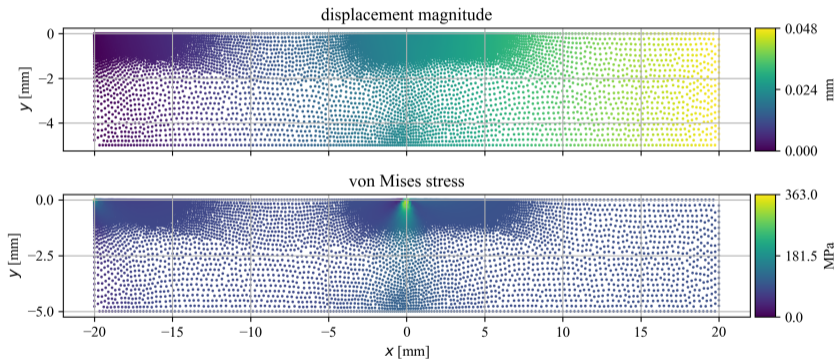 displacement magnitude
0
−2
−4
y [mm]
0.048
0.024
0.000
mm
von Mises stress
0.0
−2.5
−5.0
y [mm]
363.0
181.5
0.0
MPa
−20 −15 −10 −5 0 5 10 15 20
x [mm]